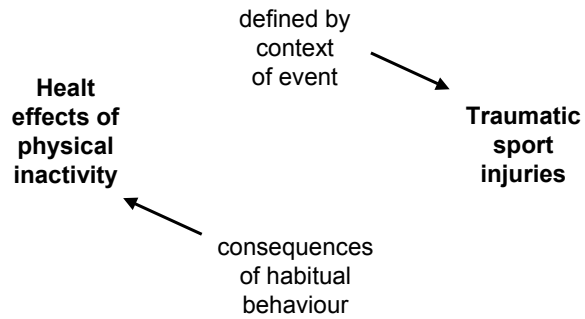 defined by
context
of event
Healt
effects of
physical
inactivity
Traumatic
sport
injuries
consequences
of habitual
behaviour